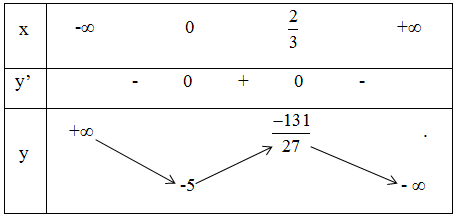 x -∞ 0 2/3 +∞
y’ - 0 + 0 -
y +∞ -5 -131/27 - ∞ .